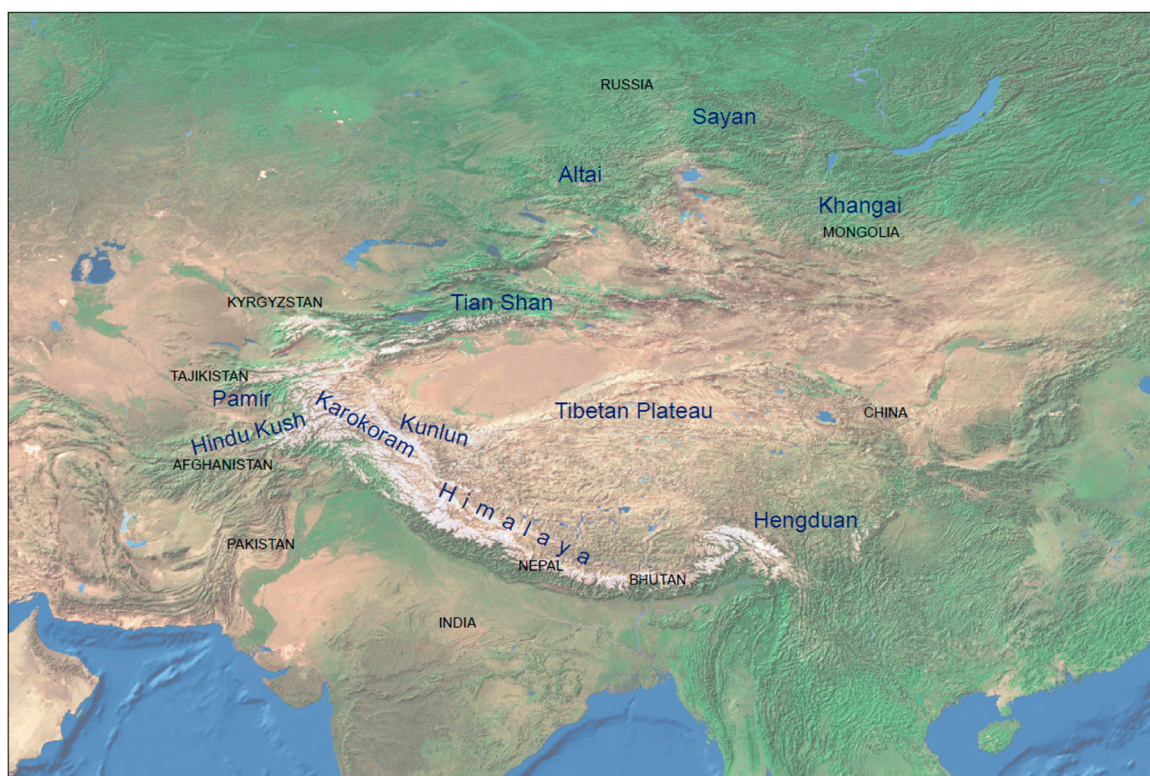 RUSSIA
Sayan
Altai
Khangai
MONGOLIA
KYRGYZSTAN
Tian Shan
TAJIKISTAN
Pamir
Karokoram
Hindu Kush
Kunlun
Tibetan Plateau
CHINA
AFGHANISTAN
Himalaya
Hengduan
PAKISTAN
NEPAL
BHUTAN
INDIA